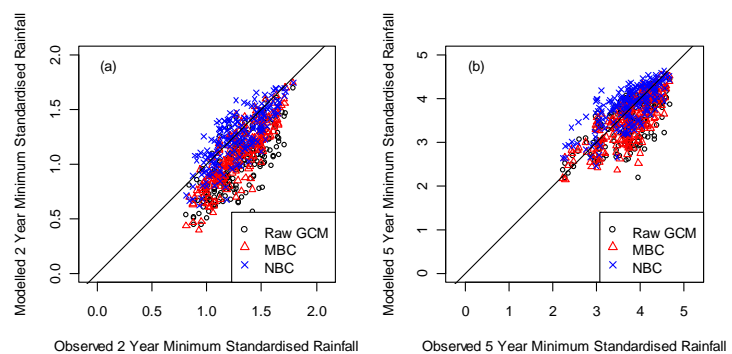 Modelled 2 Year Minimum Standardised Rainfall
2.0
1.5
1.0
0.5
0.0
(a)
Raw GCM
MBC
NBC
0.0 0.5 1.0 1.5 2.0
Observed 2 Year Minimum Standardised Rainfall
Modelled 5 Year Minimum Standardised Rainfall
5
4
3
2
1
0
(b)
Raw GCM
MBC
NBC
0 1 2 3 4 5
Observed 5 Year Minimum Standardised Rainfall